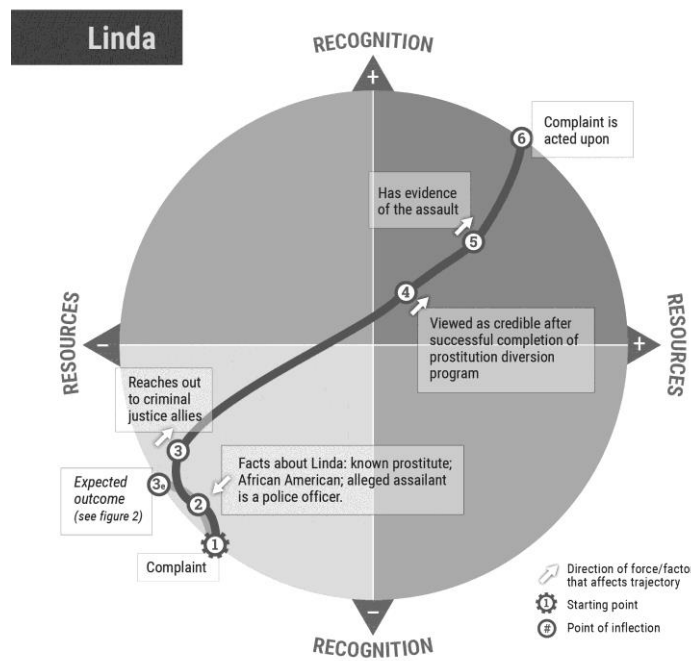 Linda
RECOGNITION
+
6
Complaint is
acted upon
Has evidence
of the assault
5
4
Viewed as credible after
successful completion of
prostitution diversion
program
RESOURCES
−
RESOURCES
+
Reaches out
to criminal
justice allies
3
Expected
outcome
(see figure 2)
3e
Facts about Linda: known prostitute;
African American; alleged assailant
is a police officer.
2
1
Complaint
−
RECOGNITION
Direction of force/facto
that affects trajectory
1
Starting point
#
Point of inflection